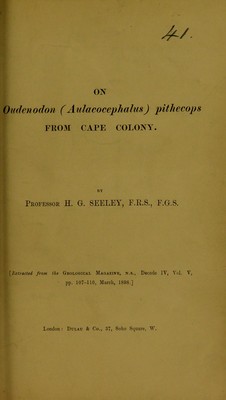 41.
ON
Oudenodon (Aulacocephalus) pithecops
FROM CAPE COLONY.
BY
PROFESSOR H. G. SEELEY, F.R.S., F.G.S.
[Extracted from the GEOLOGICAL MAGAZINE, N.S., Decade IV, Vol. V,
pp. 107-110, March, 1898.]
London: DULAU & Co., 37, Soho Square, W.